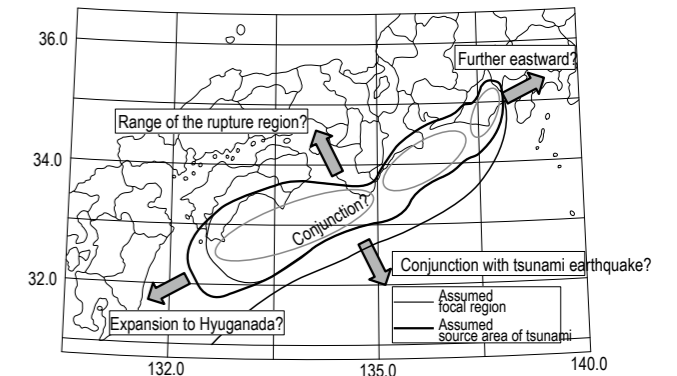 36.0
Further eastward?
Range of the rupture region?
34.0
Conjunction?
Conjunction with tsunami earthquake?
32.0
Assumed
focal region
Assumed
source area of tsunami
Expansion to Hyuganada?
132.0
135.0
140.0